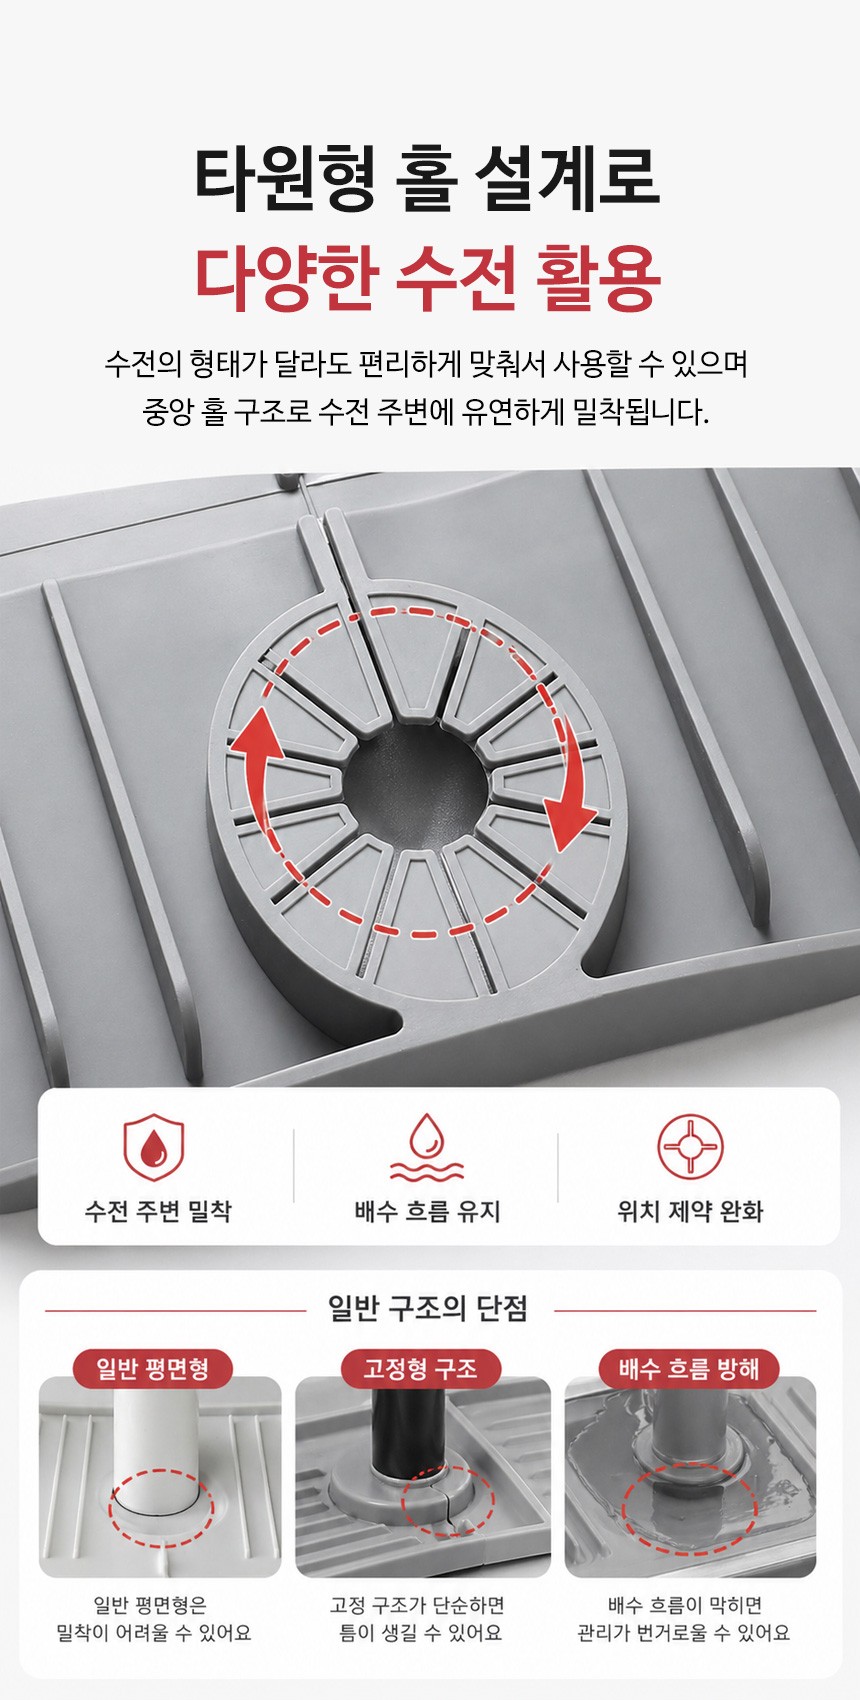 타원형 홀 설계로
다양한 수전 활용
수전의 형태가 달라도 편리하게 맞춰서 사용할 수 있으며
중앙 홀 구조로 수전 주변에 유연하게 밀착됩니다.
수전 주변 밀착
배수 흐름 유지
위치 제약 완화
일반 구조의 단점
일반 평면형
고정형 구조
배수 흐름 방해
일반 평면형은
밀착이 어려울 수 있어요
고정 구조가 단순하면
틈이 생길 수 있어요
배수 흐름이 막히면
관리가 번거로울 수 있어요